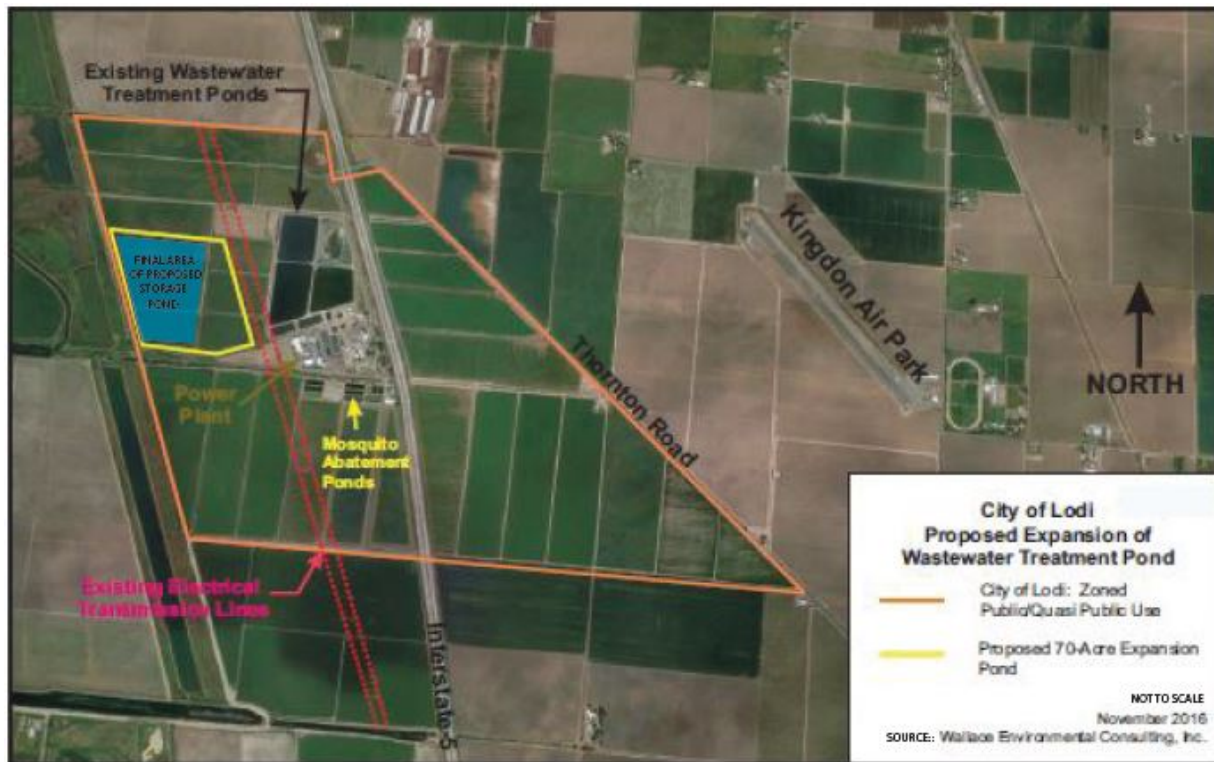 Existing Wastewater
Treatment Ponds
FINAL AREA
OF PROPOSED
STORAGE
POND
Power
Plant
Mosquito
Abatement
Ponds
Existing Electrical
Transmission Lines
Interstate 5
Thornton Road
Kingdon Air Park
NORTH
City of Lodi
Proposed Expansion of
Wastewater Treatment Pond
City of Lodi: Zoned
Public/Quasi Public Use
Proposed 70-Acre Expansion
Pond
NOT TO SCALE
November 2016
SOURCE:: Wallace Environmental Consulting, Inc.